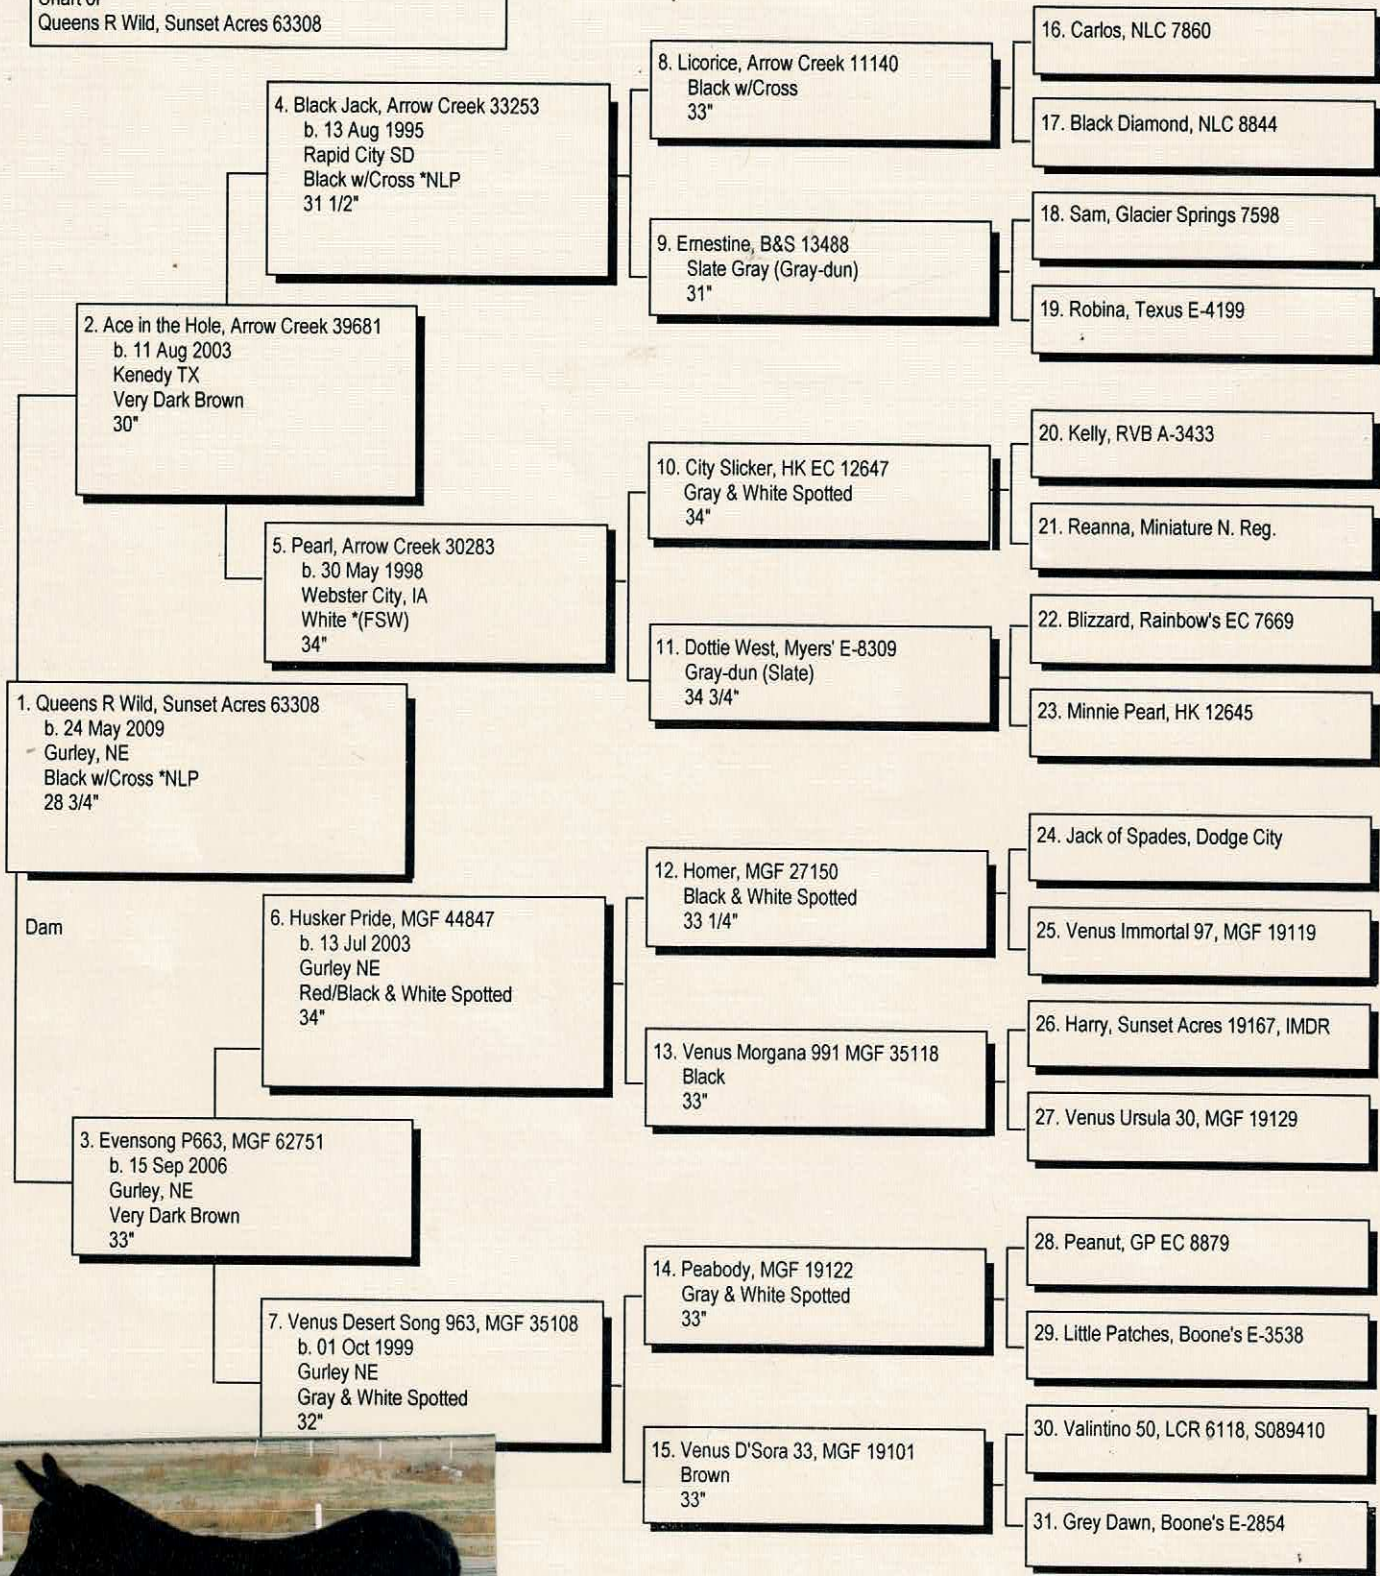 Chart of
Queens R Wild, Sunset Acres 63308
1. Queens R Wild, Sunset Acres 63308
b. 24 May 2009
Gurley, NE
Black w/Cross *NLP
28 3/4"
Dam
2. Ace in the Hole, Arrow Creek 39681
b. 11 Aug 2003
Kenedy TX
Very Dark Brown
30"
3. Evensong P663, MGF 62751
b. 15 Sep 2006
Gurley, NE
Very Dark Brown
33"
4. Black Jack, Arrow Creek 33253
b. 13 Aug 1995
Rapid City SD
Black w/Cross *NLP
31 1/2"
5. Pearl, Arrow Creek 30283
b. 30 May 1998
Webster City, IA
White *(FSW)
34"
6. Husker Pride, MGF 44847
b. 13 Jul 2003
Gurley NE
Red/Black & White Spotted
34"
7. Venus Desert Song 963, MGF 35108
b. 01 Oct 1999
Gurley NE
Gray & White Spotted
32"
8. Licorice, Arrow Creek 11140
Black w/Cross
33"
9. Ernestine, B&S 13488
Slate Gray (Gray-dun)
31"
10. City Slicker, HK EC 12647
Gray & White Spotted
34"
11. Dottie West, Myers' E-8309
Gray-dun (Slate)
34 3/4"
12. Homer, MGF 27150
Black & White Spotted
33 1/4"
13. Venus Morgana 991 MGF 35118
Black
33"
14. Peabody, MGF 19122
Gray & White Spotted
33"
15. Venus D'Sora 33, MGF 19101
Brown
33"
16. Carlos, NLC 7860
17. Black Diamond, NLC 8844
18. Sam, Glacier Springs 7598
19. Robina, Texus E-4199
20. Kelly, RVB A-3433
21. Reanna, Miniature N. Reg.
22. Blizzard, Rainbow's EC 7669
23. Minnie Pearl, HK 12645
24. Jack of Spades, Dodge City
25. Venus Immortal 97, MGF 19119
26. Harry, Sunset Acres 19167, IMDR
27. Venus Ursula 30, MGF 19129
28. Peanut, GP EC 8879
29. Little Patches, Boone's E-3538
30. Valintino 50, LCR 6118, S089410
31. Grey Dawn, Boone's E-2854